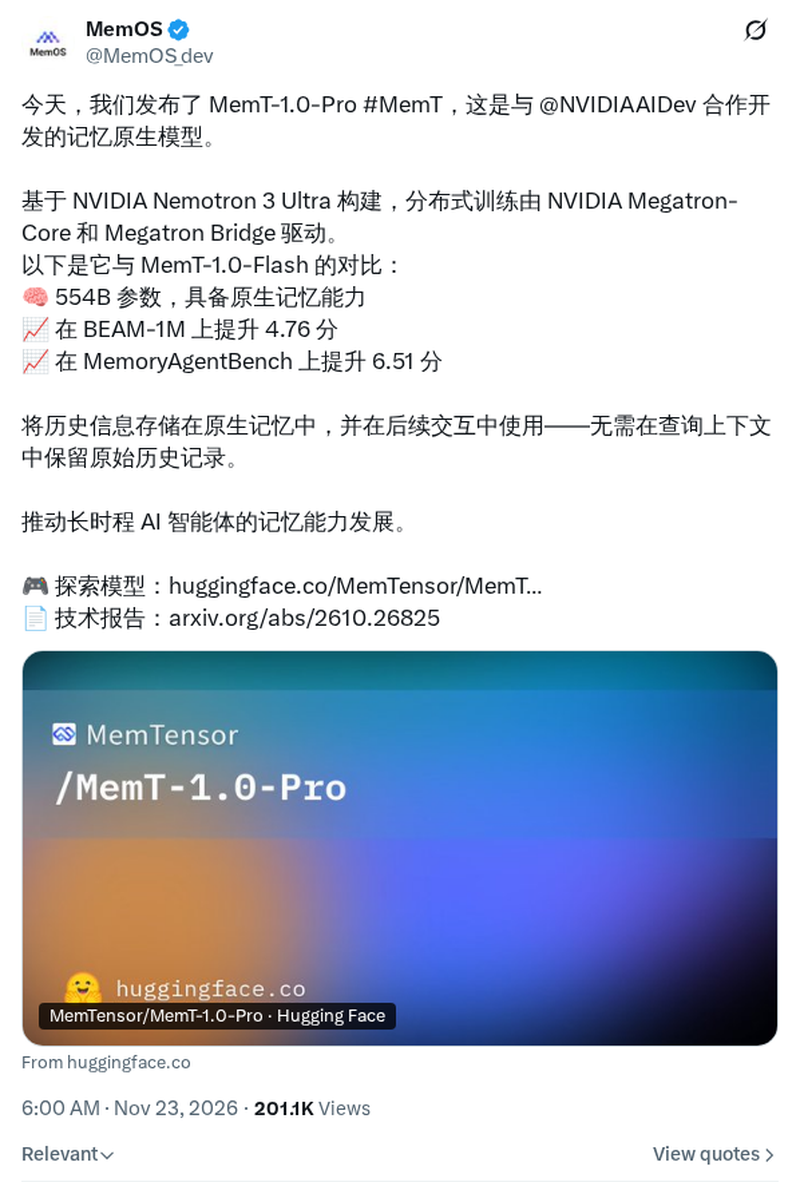 MemOS
@MemOS_dev
MemOS
今天，我们发布了 MemT-1.0-Pro #MemT，这是与 @NVIDIAAIDev 合作开
发的记忆原生模型。
基于 NVIDIA Nemotron 3 Ultra 构建，分布式训练由 NVIDIA Megatron-
Core 和 Megatron Bridge 驱动。
以下是它与 MemT-1.0-Flash 的对比：
🧠 554B 参数，具备原生记忆能力
📈 在 BEAM-1M 上提升 4.76 分
📈 在 MemoryAgentBench 上提升 6.51 分
将历史信息存储在原生记忆中，并在后续交互中使用——无需在查询上下文
中保留原始历史记录。
推动长时程 AI 智能体的记忆能力发展。
🎮 探索模型：huggingface.co/MemTensor/MemT...
📄 技术报告：arxiv.org/abs/2610.26825
MemTensor
/MemT-1.0-Pro
huggingface.co
MemTensor/MemT-1.0-Pro · Hugging Face
From huggingface.co
6:00 AM · Nov 23, 2026 · 201.1K Views
Relevant
View quotes